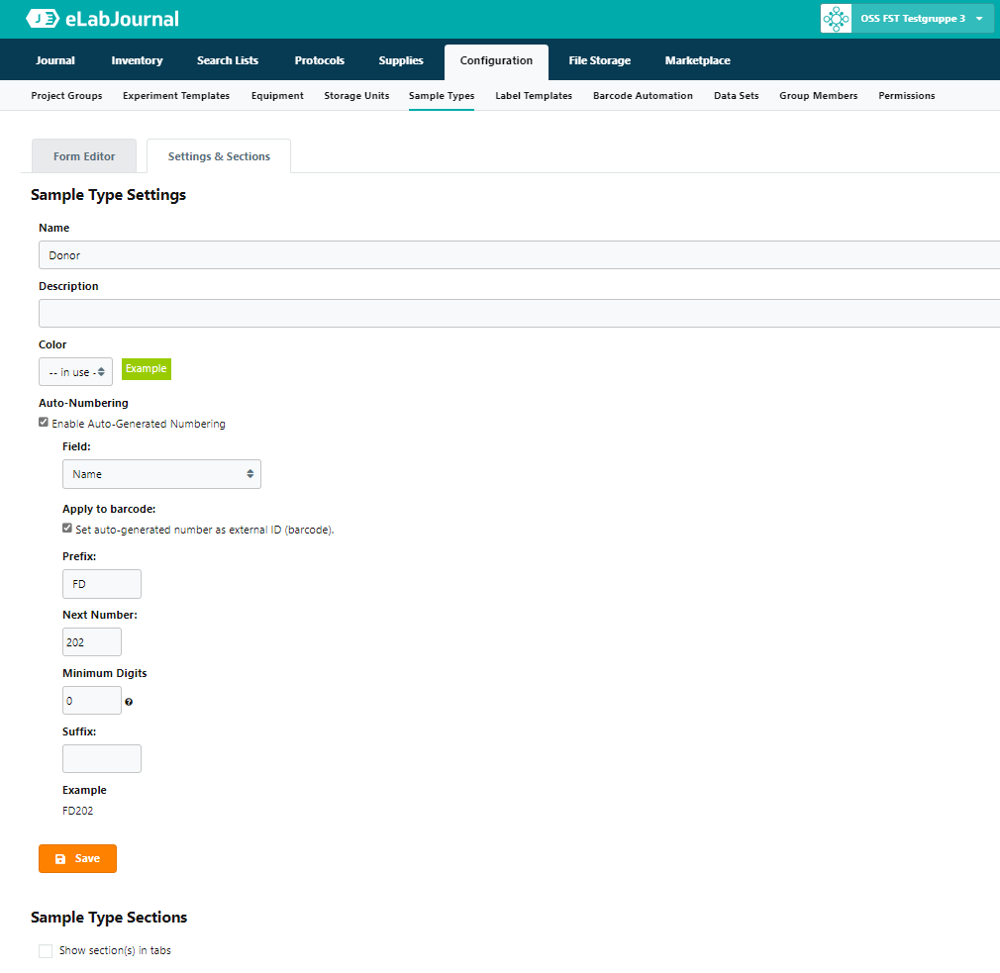 eLabJournal
OSS FST Testgruppe 3
Journal Inventory Search Lists Protocols Supplies Configuration File Storage Marketplace
Project Groups Experiment Templates Equipment Storage Units Sample Types Label Templates Barcode Automation Data Sets Group Members Permissions
Form Editor Settings & Sections
Sample Type Settings
Name
Donor
Description
Color
-- in use - Example
Auto-Numbering
Enable Auto-Generated Numbering
Field:
Name
Apply to barcode:
Set auto-generated number as external ID (barcode).
Prefix:
FD
Next Number:
202
Minimum Digits
0
Suffix:
Example
FD202
Save
Sample Type Sections
Show section(s) in tabs